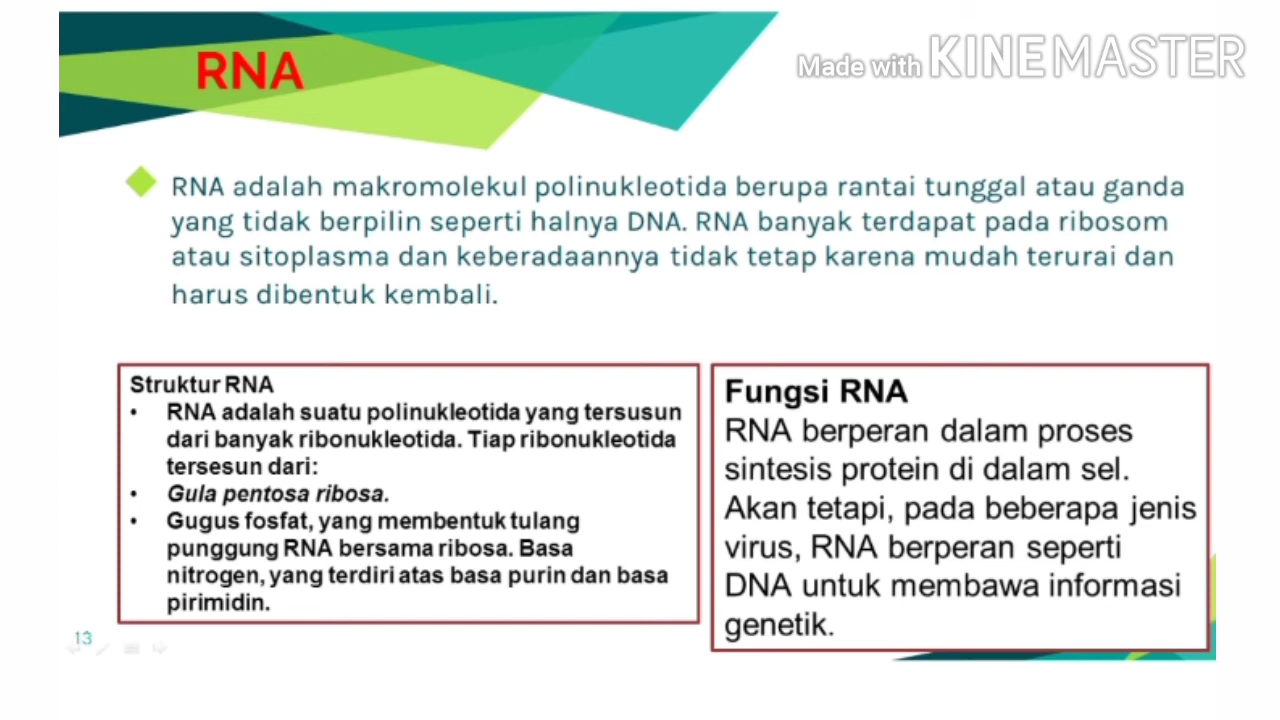 RNA
Made with KINEMASTER
RNA adalah makromolekul polinukleotida berupa rantai tunggal atau ganda
yang tidak berpilin seperti halnya DNA. RNA banyak terdapat pada ribosom
atau sitoplasma dan keberadaannya tidak tetap karena mudah terurai dan
harus dibentuk kembali.
Struktur RNA
• RNA adalah suatu polinukleotida yang tersusun
dari banyak ribonukleotida. Tiap ribonukleotida
tersesun dari:
• Gula pentosa ribosa.
• Gugus fosfat, yang membentuk tulang
punggung RNA bersama ribosa. Basa
nitrogen, yang terdiri atas basa purin dan basa
pirimidin.
Fungsi RNA
RNA berperan dalam proses
sintesis protein di dalam sel.
Akan tetapi, pada beberapa jenis
virus, RNA berperan seperti
DNA untuk membawa informasi
genetik.
13